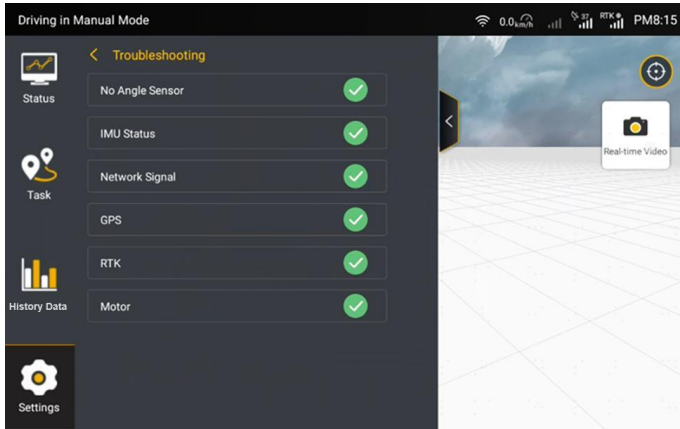 Driving in Manual Mode
0.0km/h
37
RTK
PM8:15
Status
Task
History Data
Settings
Troubleshooting
No Angle Sensor
IMU Status
Network Signal
GPS
RTK
Motor
Real-time Video